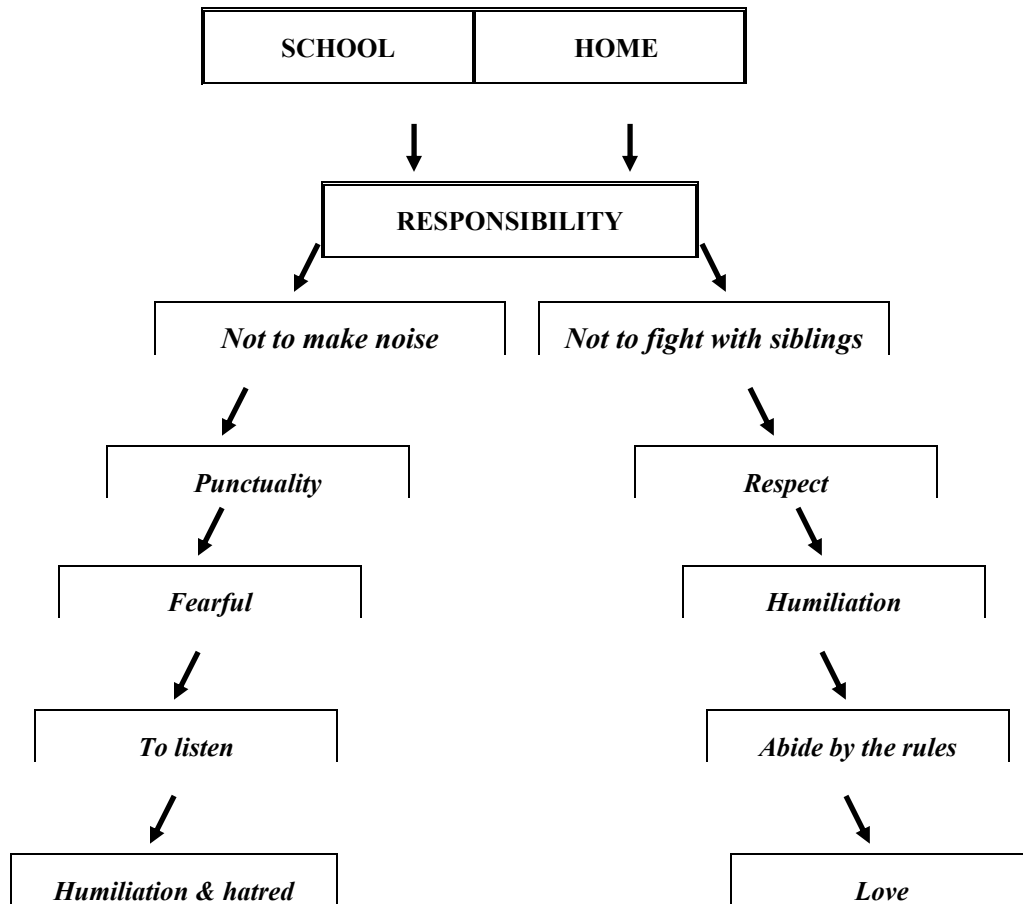 SCHOOL HOME
RESPONSIBILITY
Not to make noise Not to fight with siblings
Punctuality Respect
Fearful Humiliation
To listen Abide by the rules
Humiliation & hatred Love